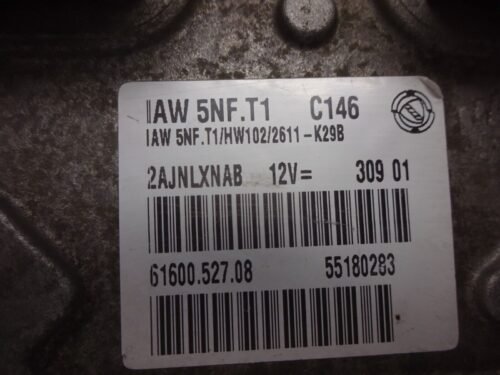 IAW 5NF.T1 C146
IAW 5NF.T1/HW102/2611-K29B
2AJNLXNAB 12V= 309 01
61600.527.08 55180283